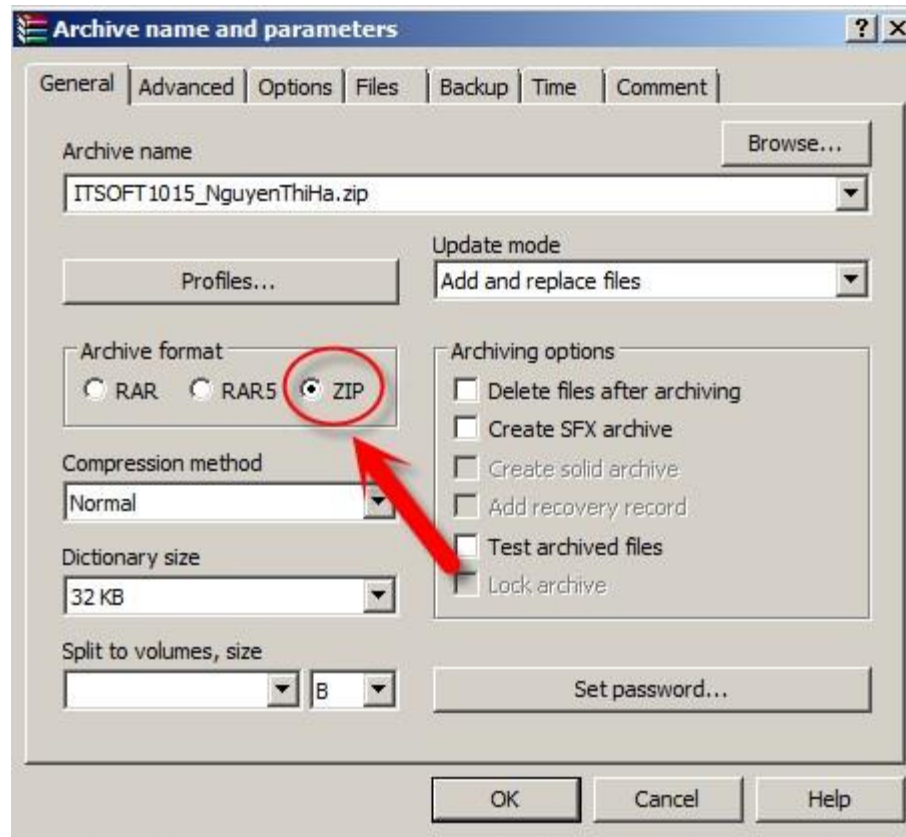 Archive name and parameters
General Advanced Options Files Backup Time Comment
Archive name
Browse...
ITSOFT1015_NguyenThiHa.zip
Profiles...
Update mode
Add and replace files
Archive format
RAR RAR5 ZIP
Compression method
Normal
Dictionary size
32 KB
Split to volumes, size
B
Archiving options
Delete files after archiving
Create SFX archive
Create solid archive
Add recovery record
Test archived files
Lock archive
Set password...
OK Cancel Help